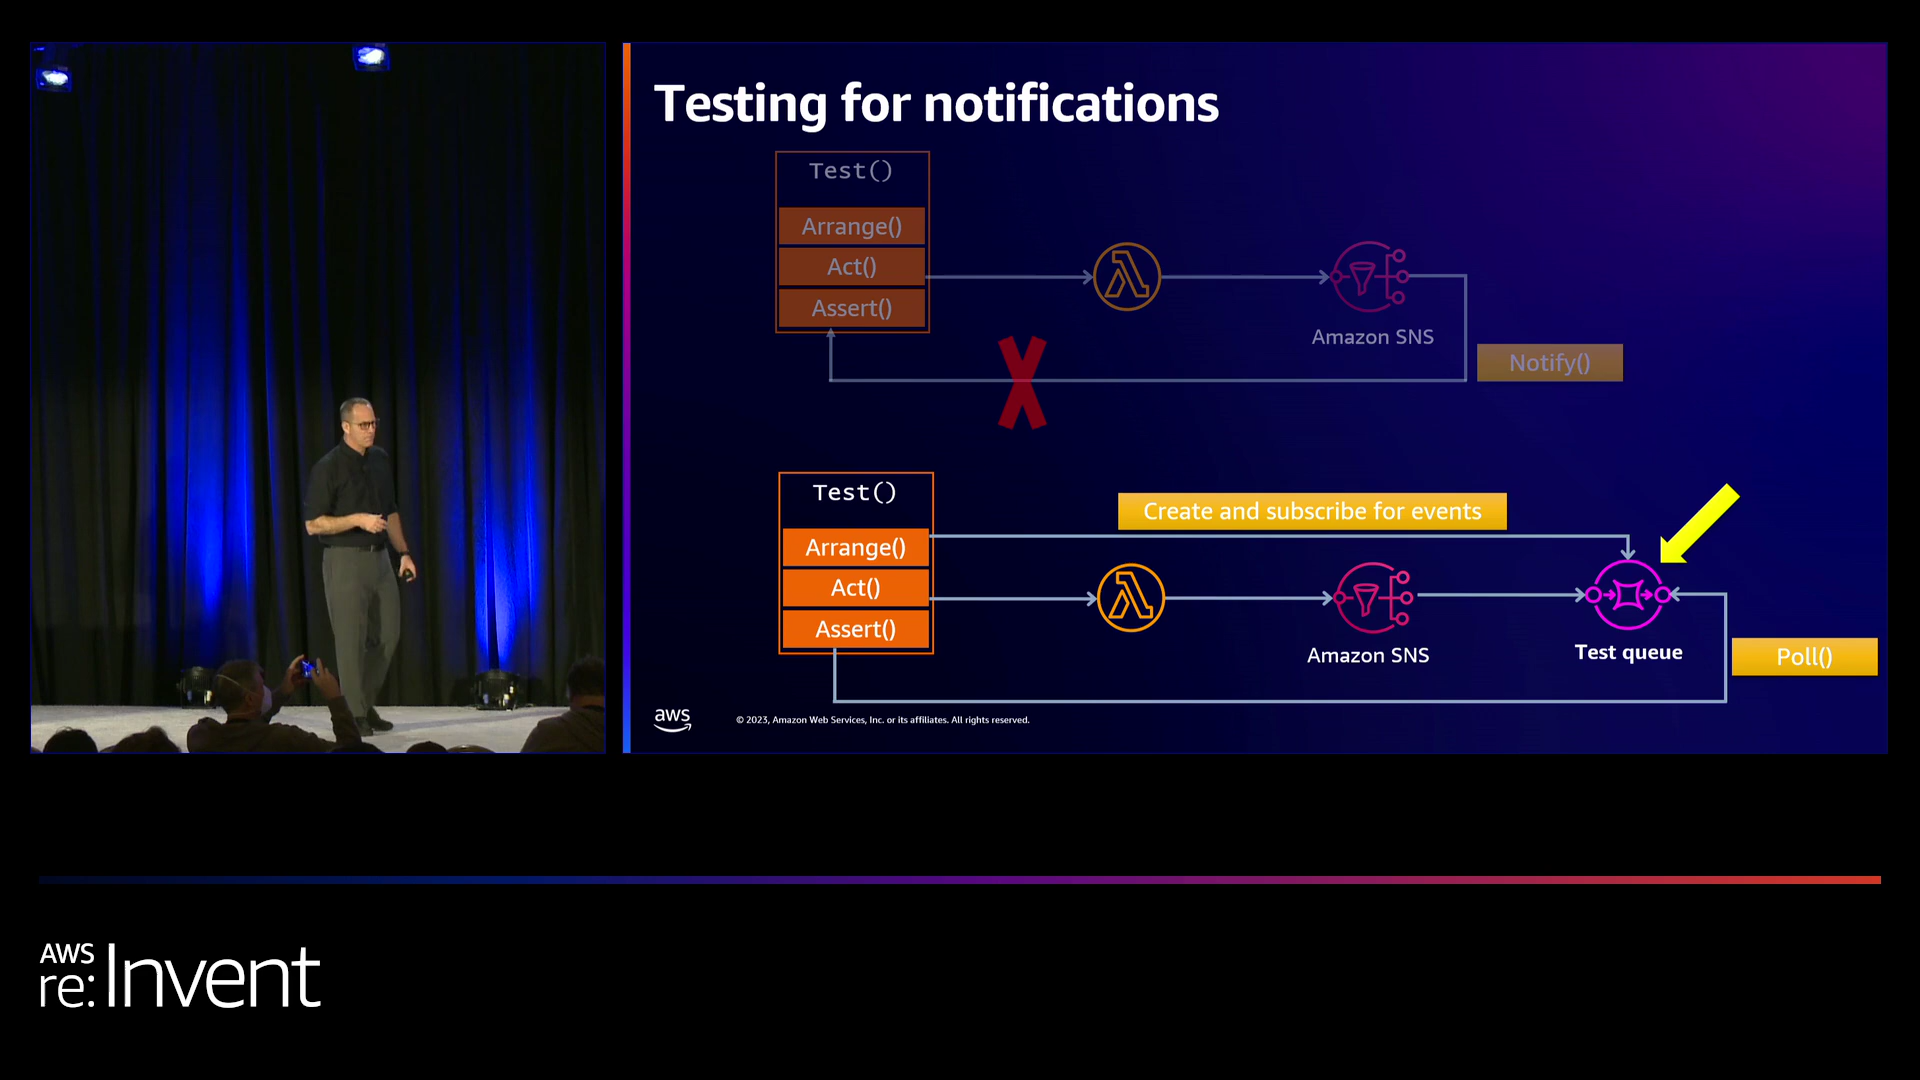 Testing for notifications
Test()
Arrange()
Act()
Assert()
Amazon SNS
Notify()
X
Test()
Create and subscribe for events
Arrange()
Act()
Assert()
Amazon SNS
Test queue
Poll()
aws
© 2023, Amazon Web Services, Inc. or its affiliates. All rights reserved.
AWS
re:Invent